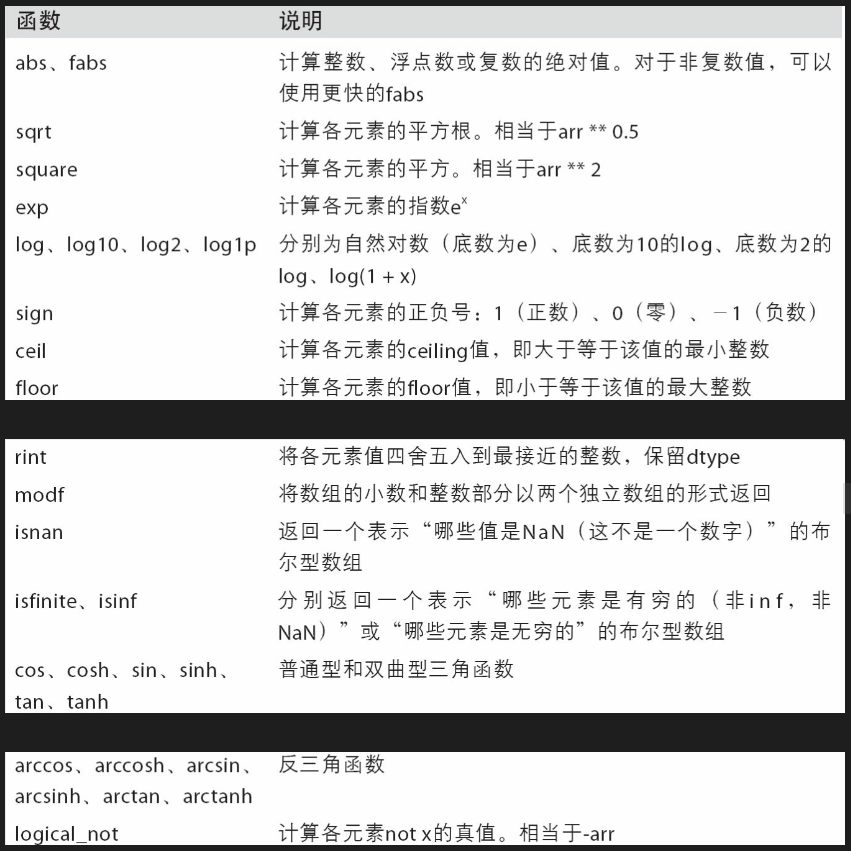 函数 说明
abs、fabs 计算整数、浮点数或复数的绝对值。对于非复数值，可以
使用更快的fabs
sqrt 计算各元素的平方根。相当于arr ** 0.5
square 计算各元素的平方。相当于arr ** 2
exp 计算各元素的指数eˣ
log、log10、log2、log1p 分别为自然对数（底数为e）、底数为10的log、底数为2的
log、log(1 + x)
sign 计算各元素的正负号：1（正数）、0（零）、－1（负数）
ceil 计算各元素的ceiling值，即大于等于该值的最小整数
floor 计算各元素的floor值，即小于等于该值的最大整数
rint 将各元素值四舍五入到最接近的整数，保留dtype
modf 将数组的小数和整数部分以两个独立数组的形式返回
isnan 返回一个表示“哪些值是NaN（这不是一个数字）”的布
尔型数组
isfinite、isinf 分别返回一个表示“哪些元素是有穷的（非inf，非
NaN）”或“哪些元素是无穷的”的布尔型数组
cos、cosh、sin、sinh、 普通型和双曲型三角函数
tan、tanh
arccos、arccosh、arcsin、 反三角函数
arcsinh、arctan、arctanh
logical_not 计算各元素not x的真值。相当于-arr